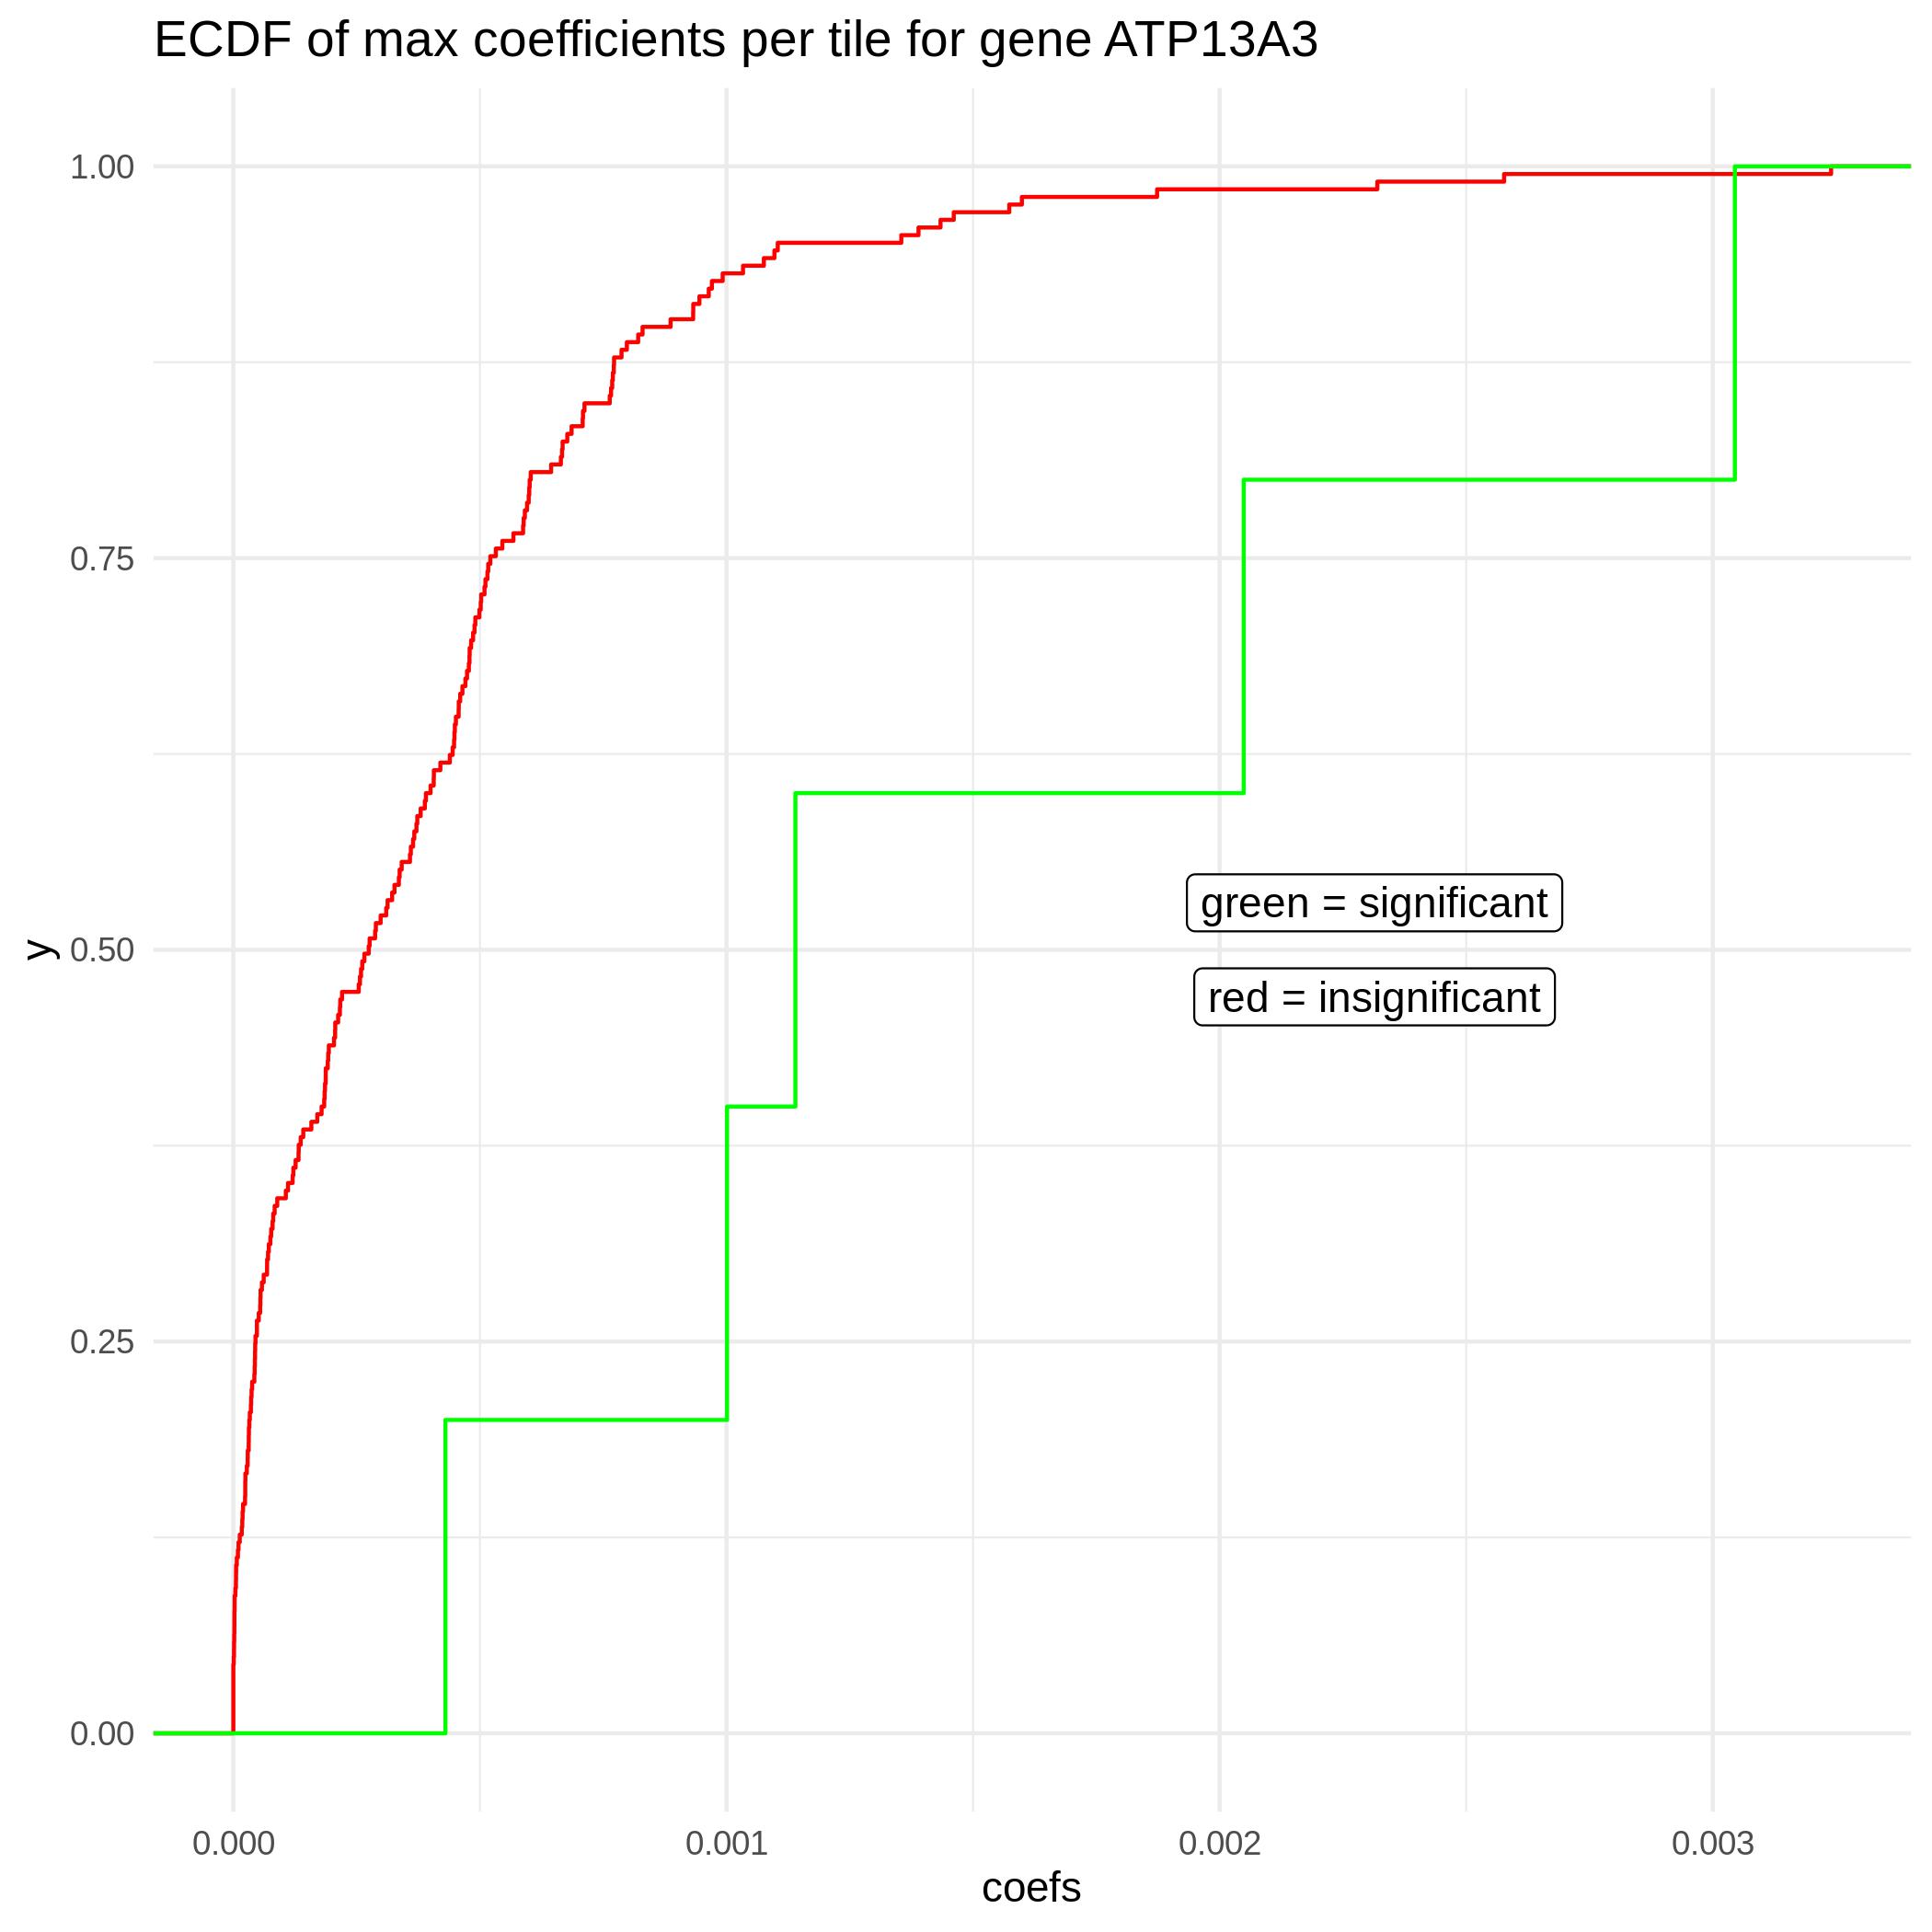 ECDF of max coefficients per tile for gene ATP13A3
1.00
0.75
0.50
0.25
0.00
y
green = significant
red = insignificant
0.000
0.001
0.002
0.003
coefs